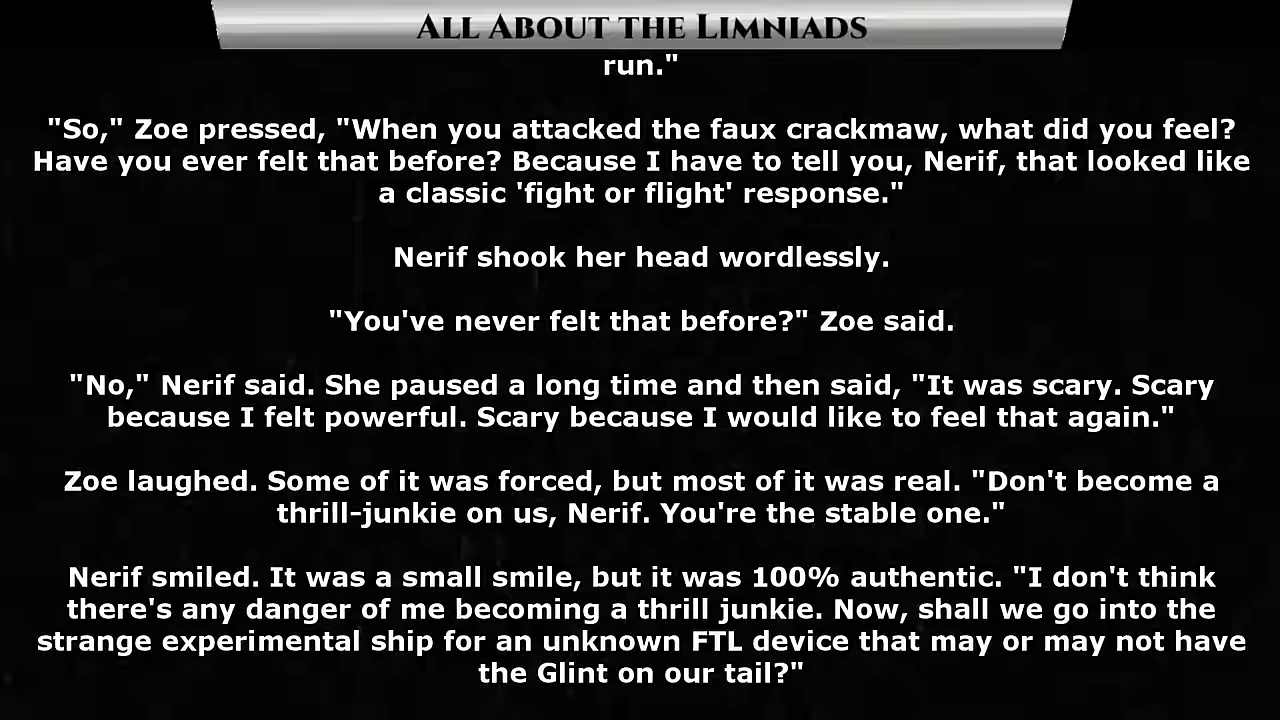 All About the Limniads
run."
"So," Zoe pressed, "When you attacked the faux crackmaw, what did you feel?
Have you ever felt that before? Because I have to tell you, Nerif, that looked like
a classic 'fight or flight' response."
Nerif shook her head wordlessly.
"You've never felt that before?" Zoe said.
"No," Nerif said. She paused a long time and then said, "It was scary. Scary
because I felt powerful. Scary because I would like to feel that again."
Zoe laughed. Some of it was forced, but most of it was real. "Don't become a
thrill-junkie on us, Nerif. You're the stable one."
Nerif smiled. It was a small smile, but it was 100% authentic. "I don't think
there's any danger of me becoming a thrill junkie. Now, shall we go into the
strange experimental ship for an unknown FTL device that may or may not have
the Glint on our tail?"